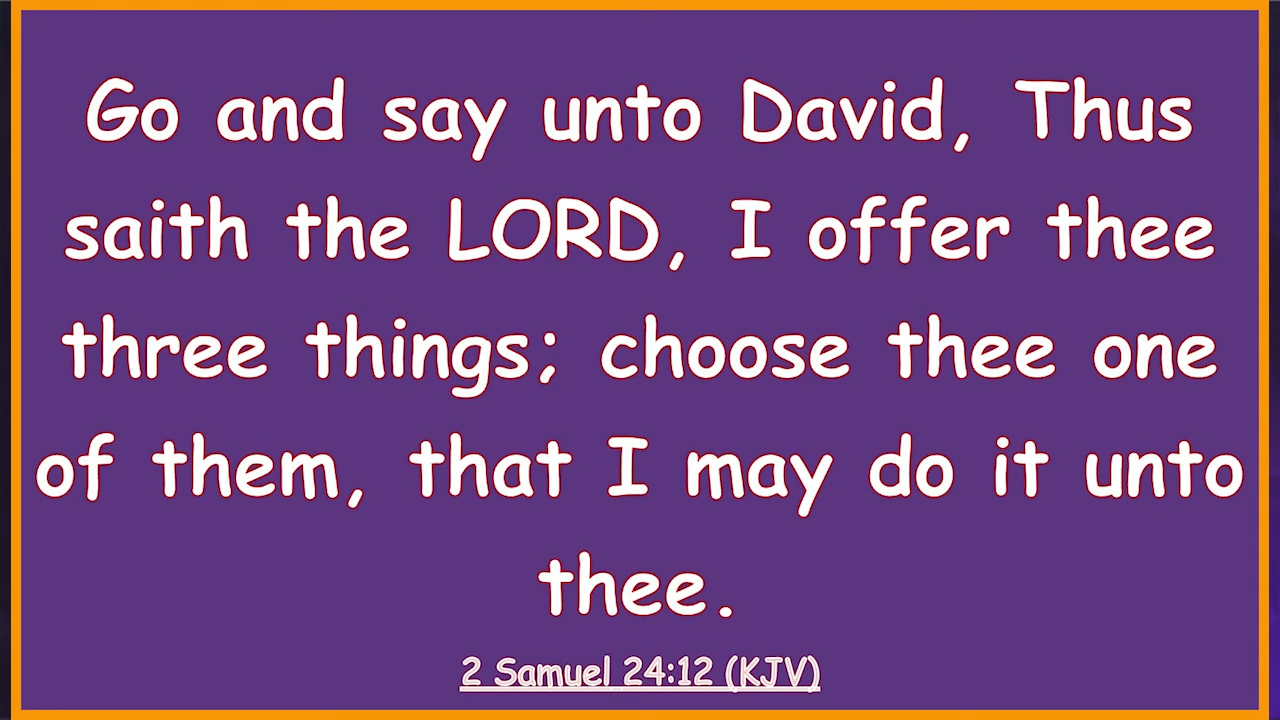 Go and say unto David, Thus
saith the LORD, I offer thee
three things; choose thee one
of them, that I may do it unto
thee.
2 Samuel 24:12 (KJV)